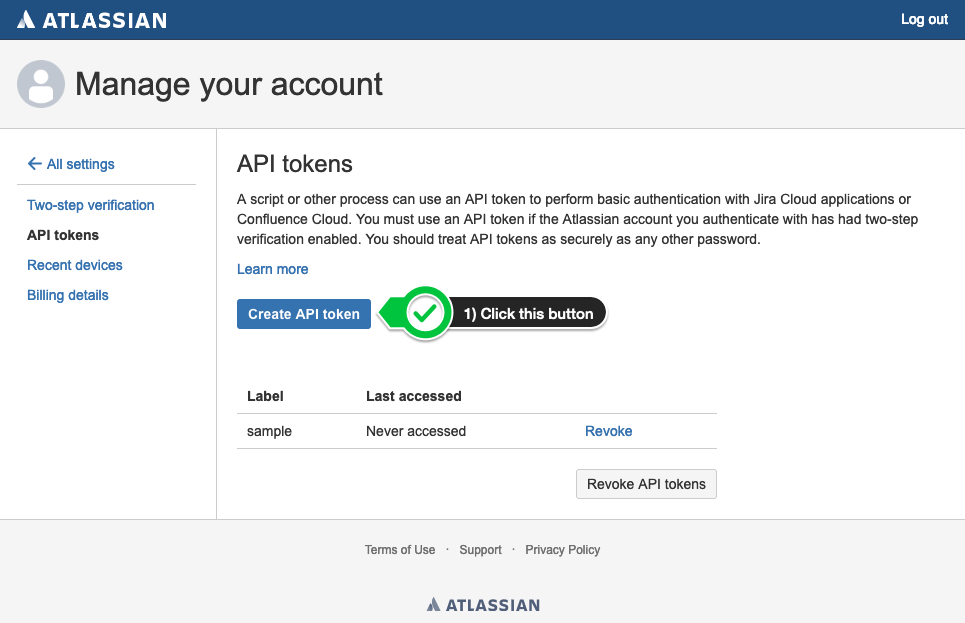 ATLASSIAN
Log out
Manage your account
← All settings
Two-step verification
API tokens
Recent devices
Billing details
API tokens
A script or other process can use an API token to perform basic authentication with Jira Cloud applications or
Confluence Cloud. You must use an API token if the Atlassian account you authenticate with has had two-step
verification enabled. You should treat API tokens as securely as any other password.
Learn more
Create API token
1) Click this button
Label Last accessed
sample Never accessed Revoke
Revoke API tokens
Terms of Use · Support · Privacy Policy
ATLASSIAN